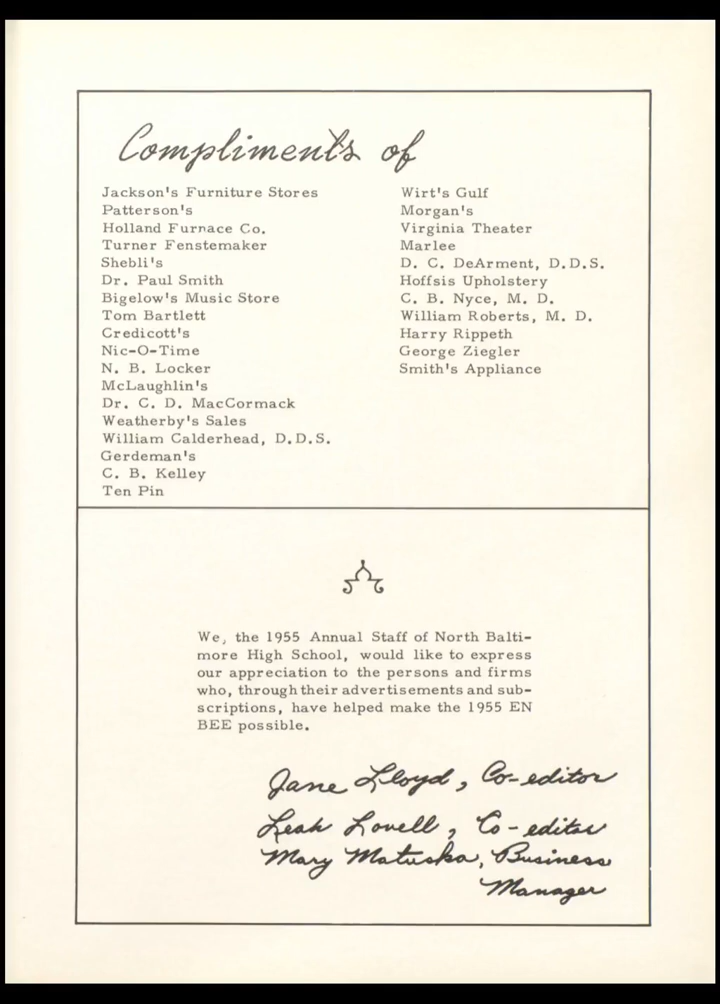 Compliments of
Jackson's Furniture Stores
Patterson's
Holland Furnace Co.
Turner Fenstemaker
Shebli's
Dr. Paul Smith
Bigelow's Music Store
Tom Bartlett
Credicott's
Nic-O-Time
N. B. Locker
McLaughlin's
Dr. C. D. MacCormack
Weatherby's Sales
William Calderhead, D.D.S.
Gerdeman's
C. B. Kelley
Ten Pin
Wirt's Gulf
Morgan's
Virginia Theater
Marlee
D. C. DeArment, D.D.S.
Hoffsis Upholstery
C. B. Nyce, M. D.
William Roberts, M. D.
Harry Rippeth
George Ziegler
Smith's Appliance
We, the 1955 Annual Staff of North Balti-
more High School, would like to express
our appreciation to the persons and firms
who, through their advertisements and sub-
scriptions, have helped make the 1955 EN
BEE possible.
Jane Lloyd, Co-editor
Leah Lovell, Co-editor
Mary Matuska, Business
Manager